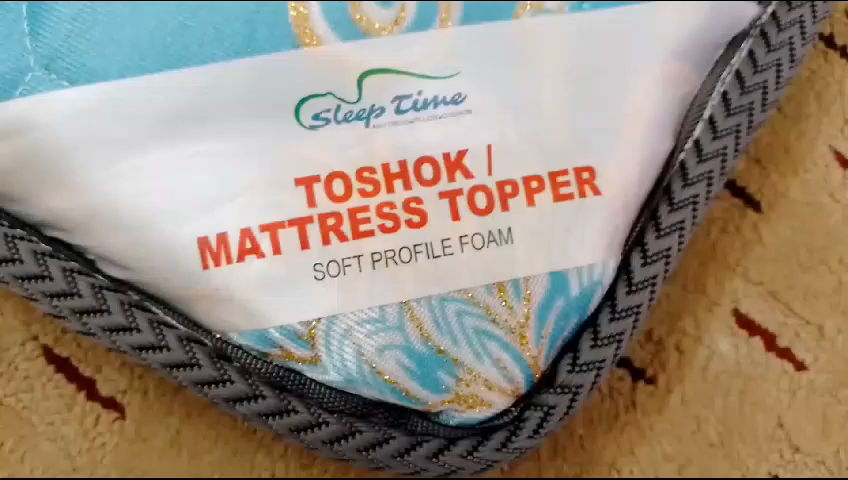 Sleep Time
TOSHOK /
MATTRESS TOPPER
SOFT PROFILE FOAM